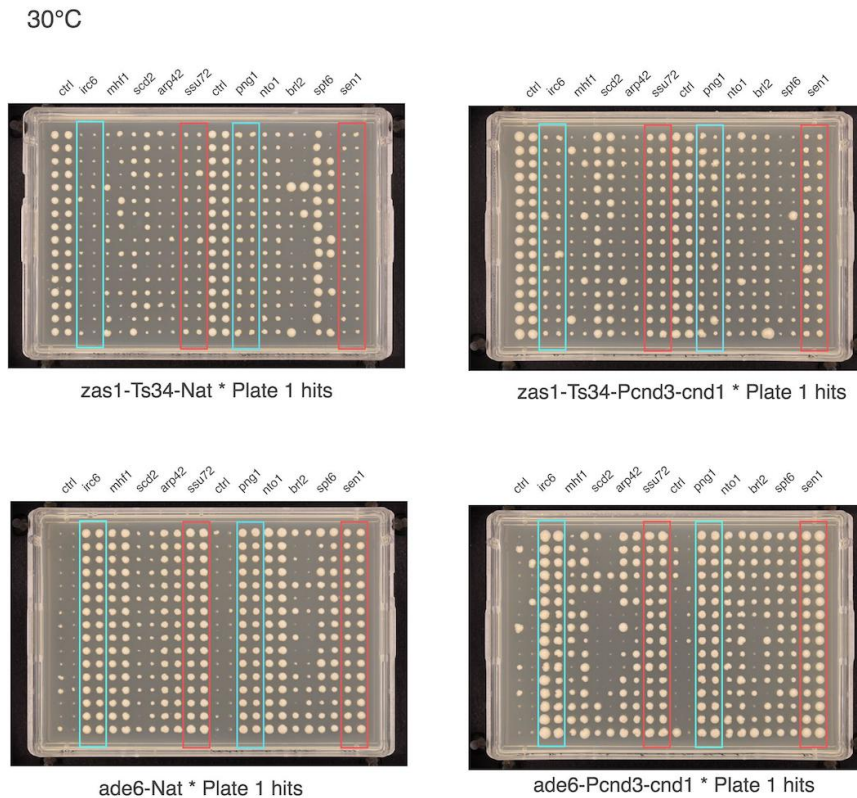 30°C
ctrl irc6 mhf1 scd2 arp42 ssu72 ctrl png1 nto1 brl2 spt6 sen1
ctrl irc6 mhf1 scd2 arp42 ssu72 ctrl png1 nto1 brl2 spt6 sen1
zas1-Ts34-Nat * Plate 1 hits
zas1-Ts34-Pcnd3-cnd1 * Plate 1 hits
ctrl irc6 mhf1 scd2 arp42 ssu72 ctrl png1 nto1 brl2 spt6 sen1
ctrl irc6 mhf1 scd2 arp42 ssu72 ctrl png1 nto1 brl2 spt6 sen1
ade6-Nat * Plate 1 hits
ade6-Pcnd3-cnd1 * Plate 1 hits